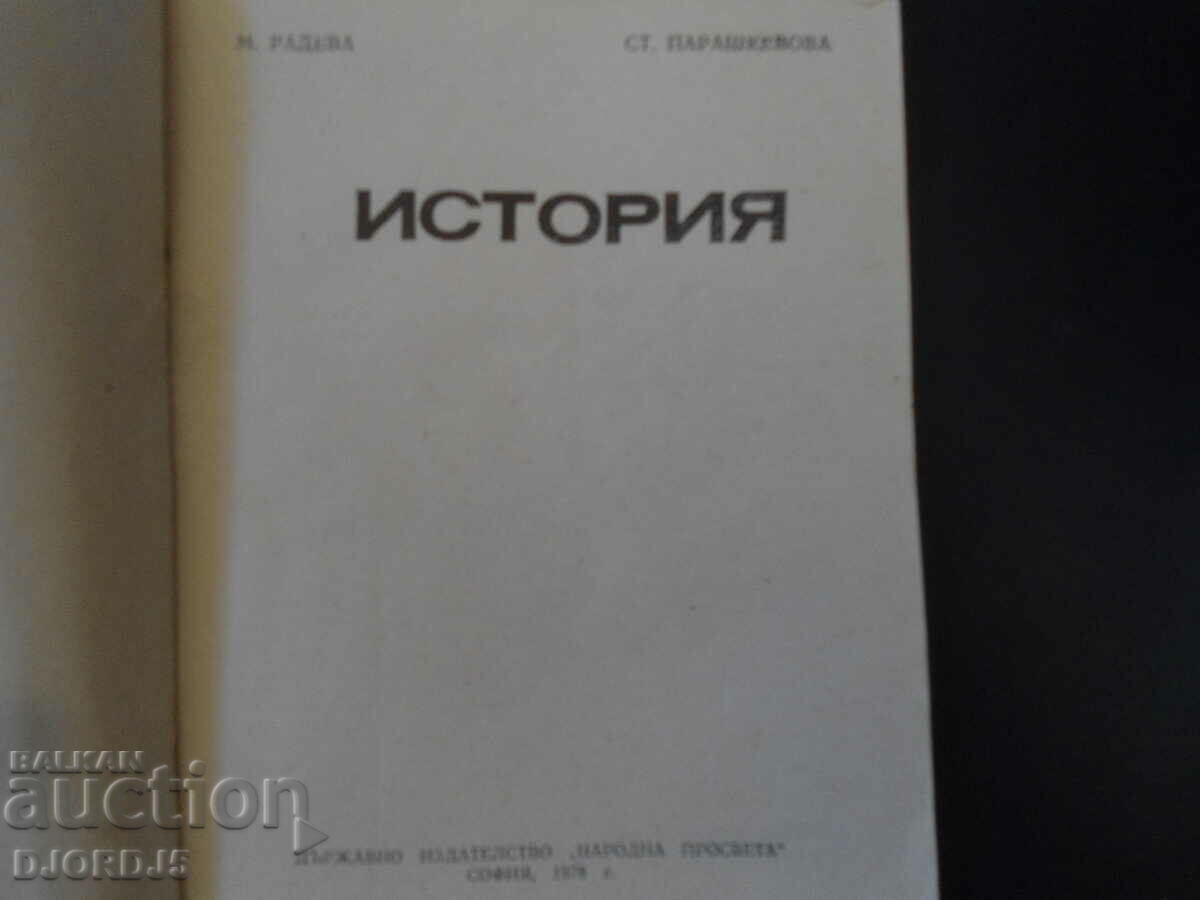 М. РАДЕВА СТ. ПАРАШКЕВОВА
ИСТОРИЯ
ДЪРЖАВНО ИЗДАТЕЛСТВО „НАРОДНА ПРОСВЕТА“
СОФИЯ, 1978 г.
BALKAN
auction
DJORDJ5